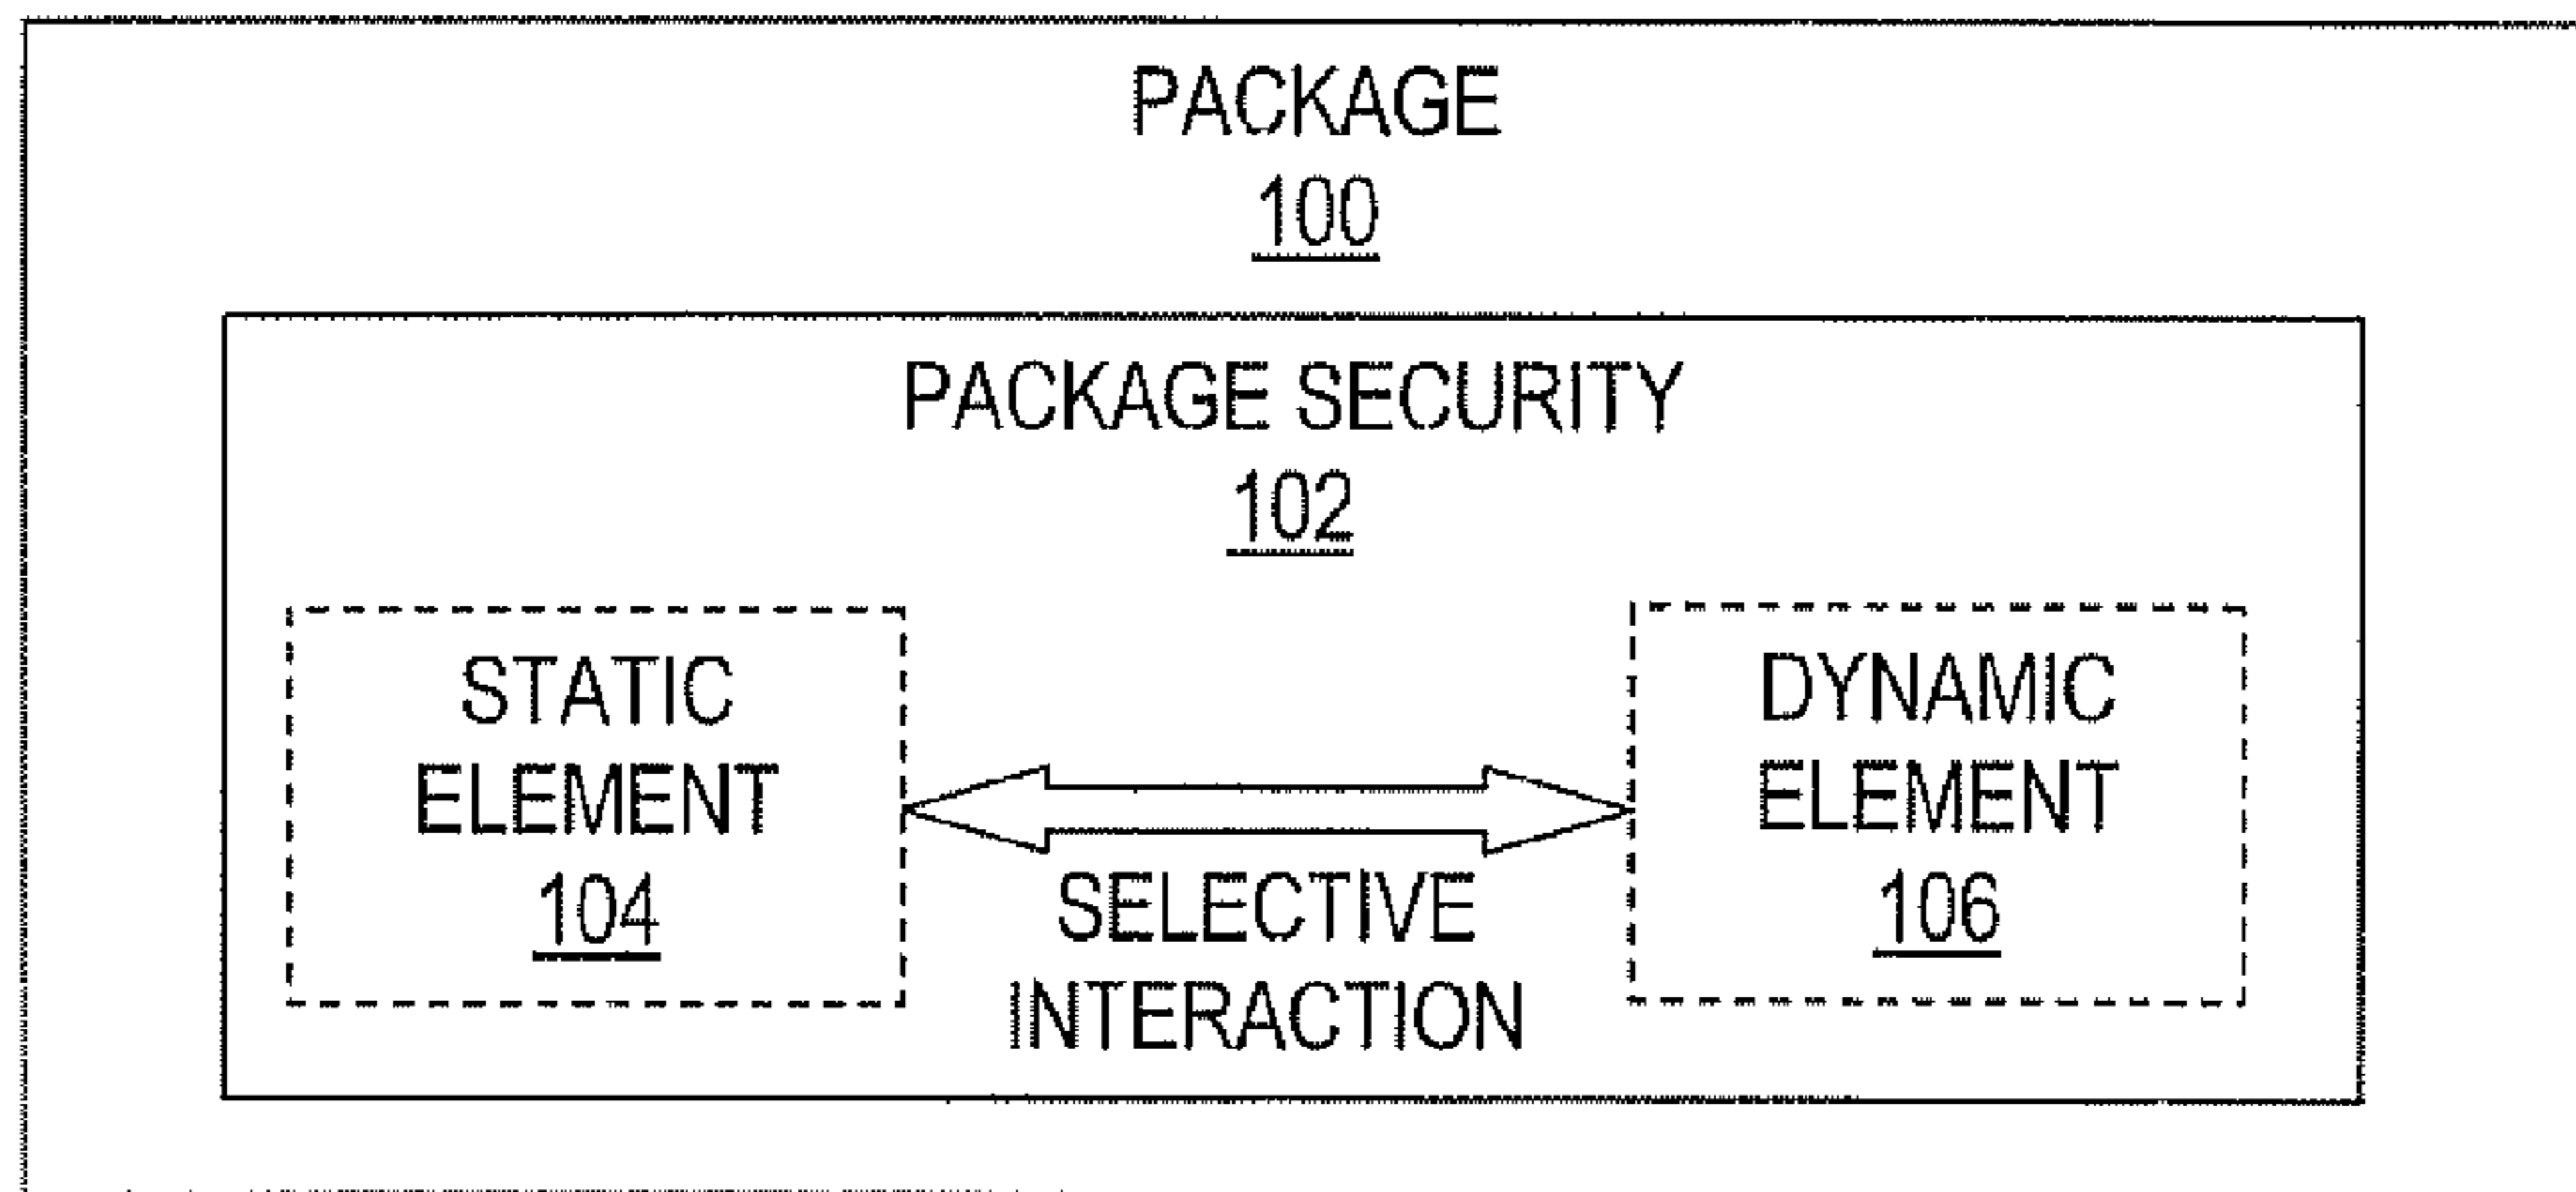 PACKAGE
100
PACKAGE SECURITY
102
STATIC
ELEMENT
104
SELECTIVE
INTERACTION
DYNAMIC
ELEMENT
106